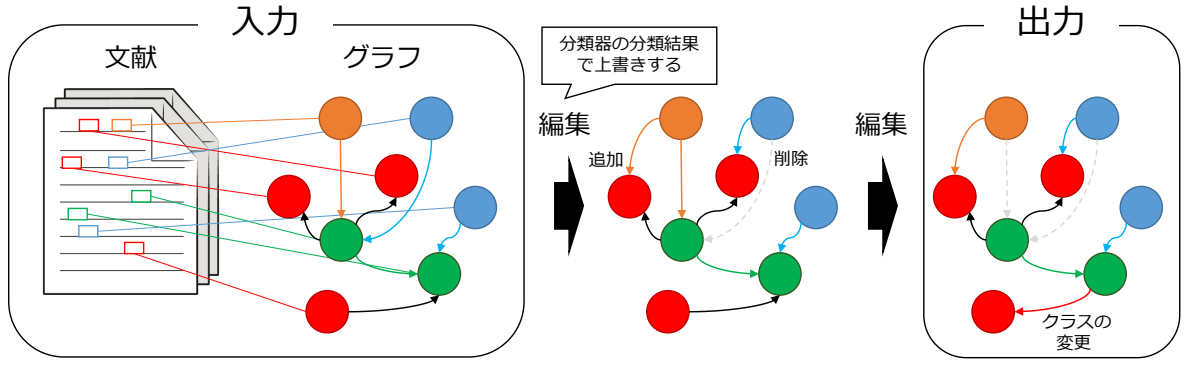 入力
文献
グラフ
分類器の分類結果
で上書きする
編集
追加
削除
編集
出力
クラスの
変更